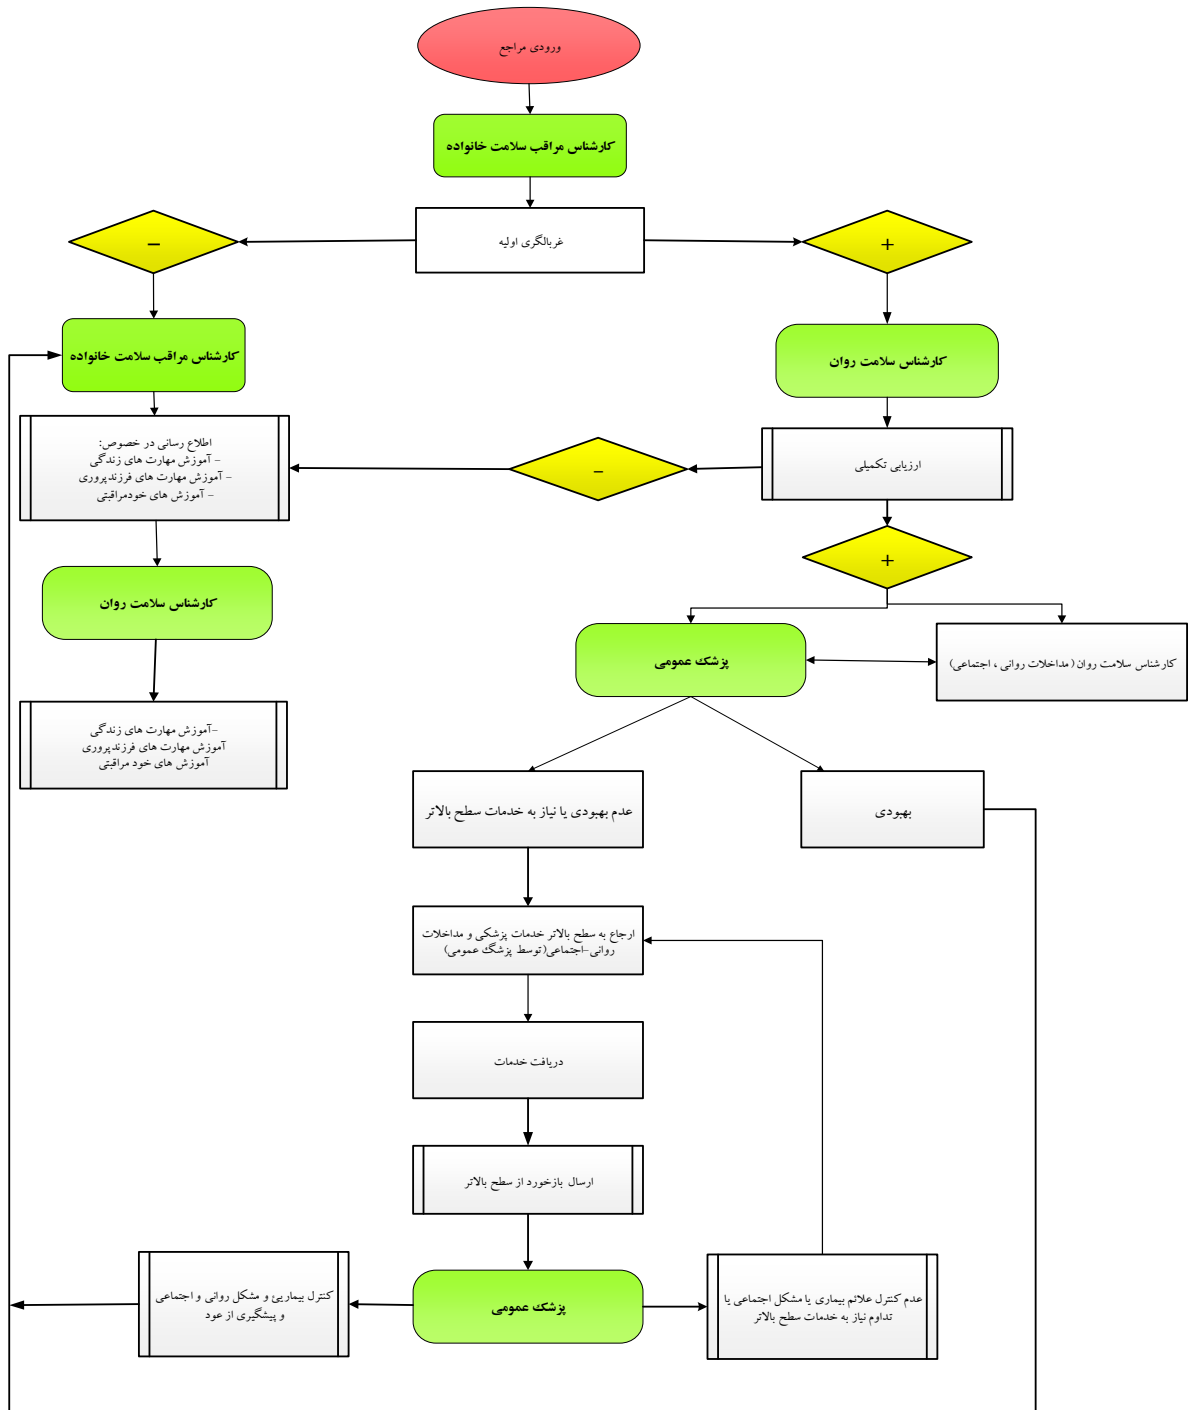 ورودی مراجع
کارشناس مراقب سلامت خانواده
غربالگری اولیه
–
+
کارشناس مراقب سلامت خانواده
کارشناس سلامت روان
اطلاع رسانی در خصوص:
– آموزش مهارت های زندگی
– آموزش مهارت های فرزندپروری
– آموزش های خودمراقبتی
–
ارزیابی تکمیلی
+
کارشناس سلامت روان
پزشک عمومی
کارشناس سلامت روان (مداخلات روانی ، اجتماعی)
–آموزش مهارت های زندگی
آموزش مهارت های فرزندپروری
آموزش های خود مراقبتی
عدم بهبودی یا نیاز به خدمات سطح بالاتر
بهبودی
ارجاع به سطح بالاتر خدمات پزشکی و مداخلات
روانی–اجتماعی(توسط پزشگ عمومی)
دریافت خدمات
ارسال بازخورد از سطح بالاتر
کنترل بیماریئ و مشکل روانی و اجتماعی
و پیشگیری از عود
پزشک عمومی
عدم کنترل علائم بیماری یا مشکل اجتماعی یا
تداوم نیاز به خدمات سطح بالاتر